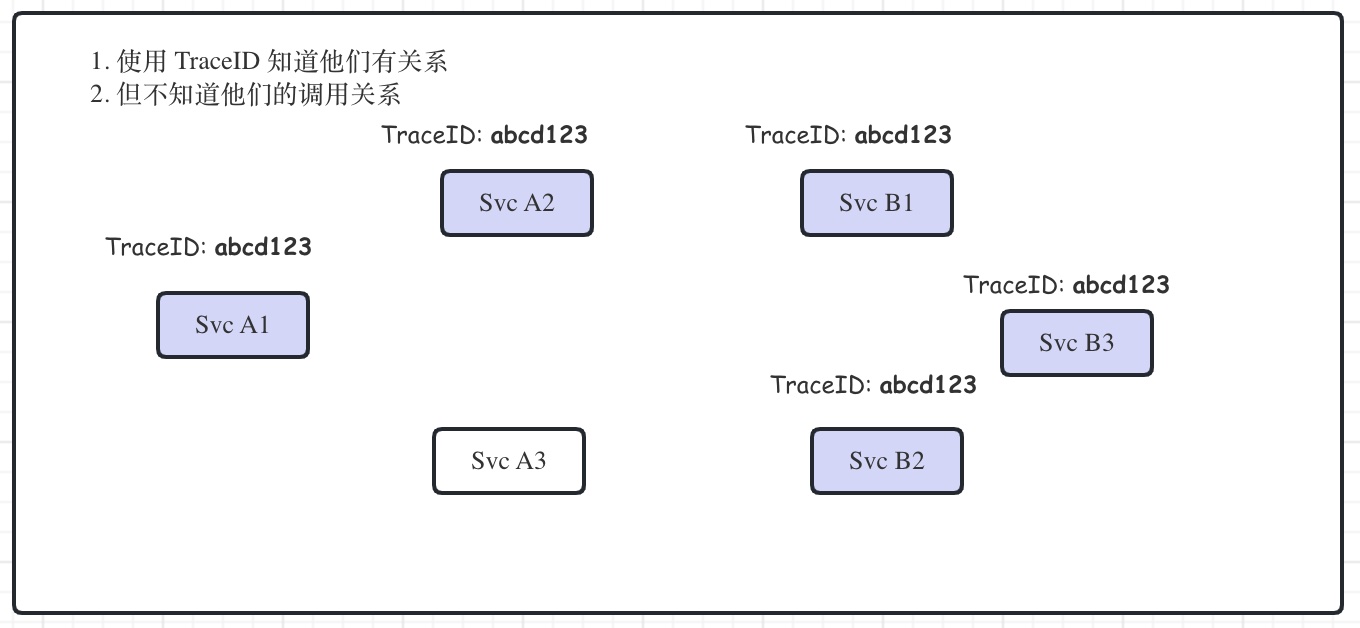 1. 使用 TraceID 知道他们有关系
2. 但不知道他们的调用关系
TraceID: abcd123
TraceID: abcd123
Svc A2
Svc B1
TraceID: abcd123
TraceID: abcd123
Svc A1
Svc B3
TraceID: abcd123
Svc A3
Svc B2